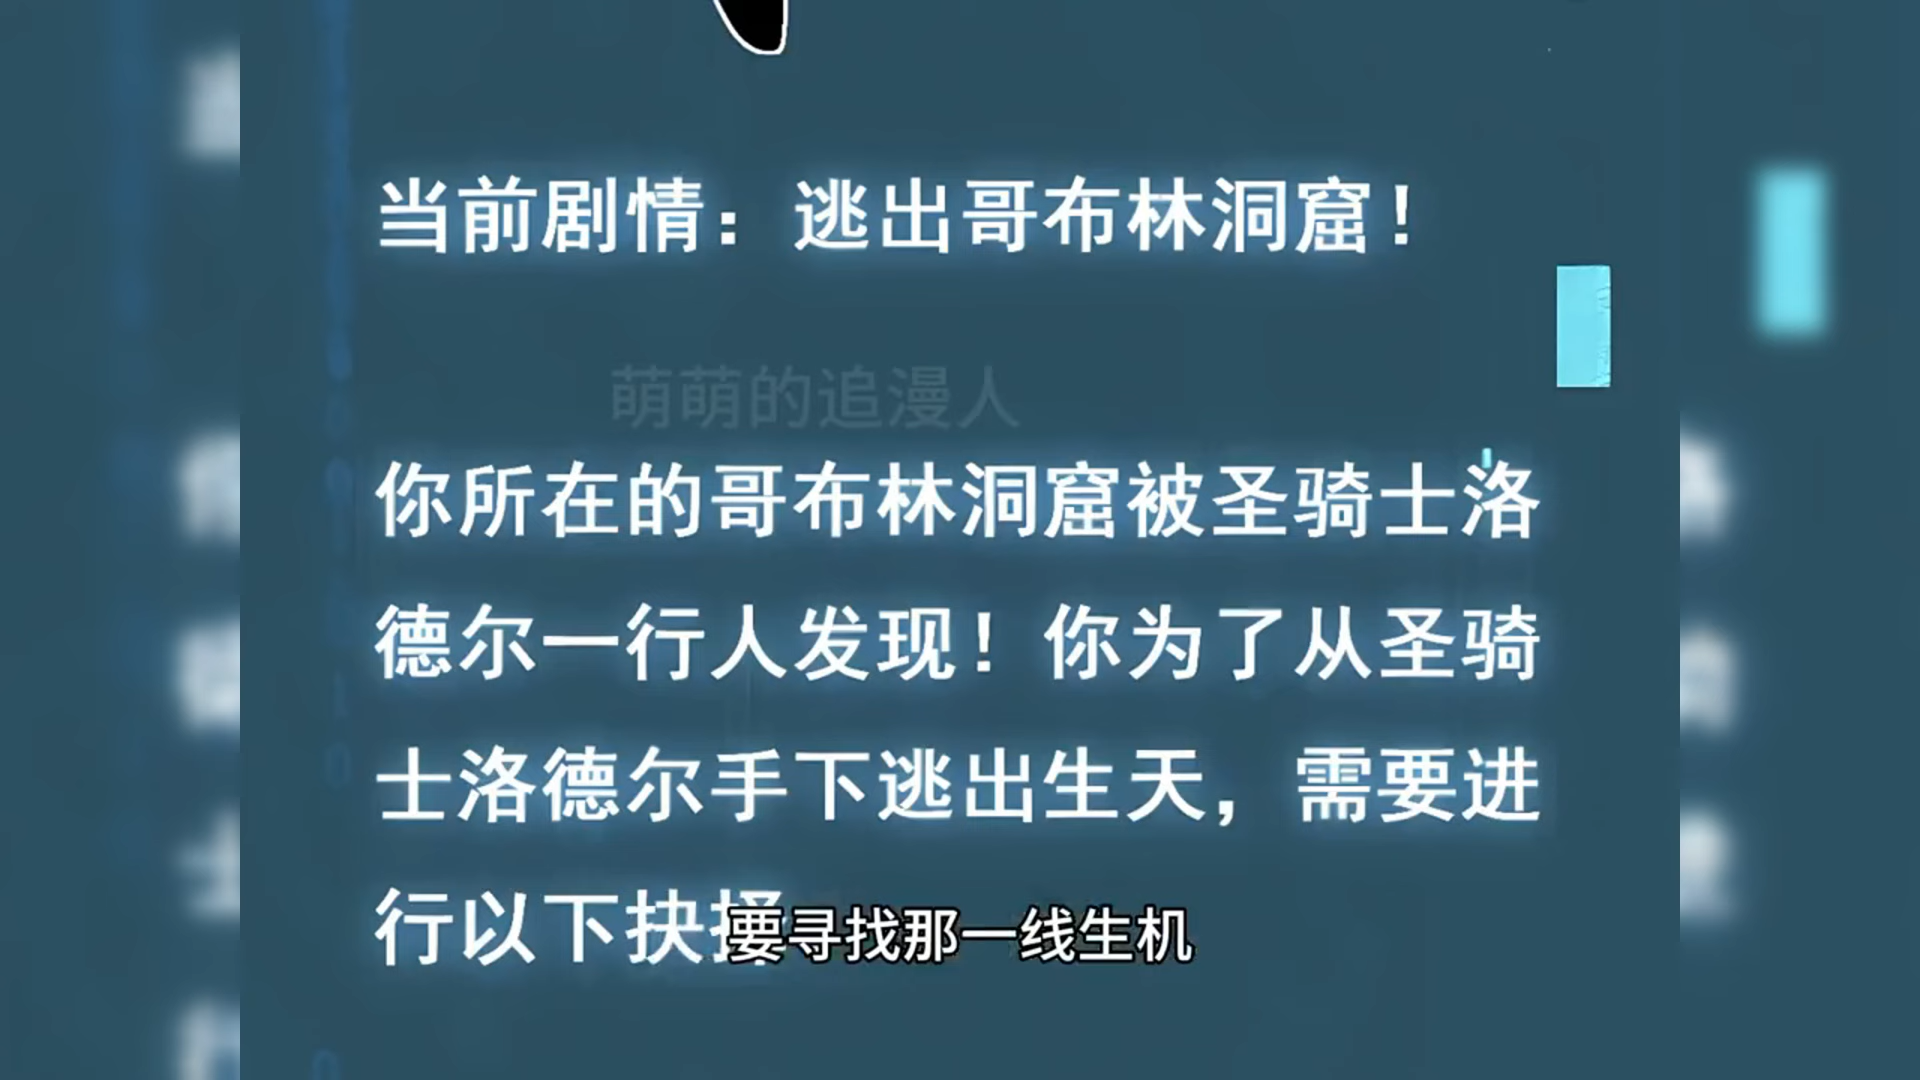 当前剧情：逃出哥布林洞窟！
萌萌的追漫人
你所在的哥布林洞窟被圣骑士洛
德尔一行人发现！你为了从圣骑
士洛德尔手下逃出生天，需要进
行以下抉择
要寻找那一线生机